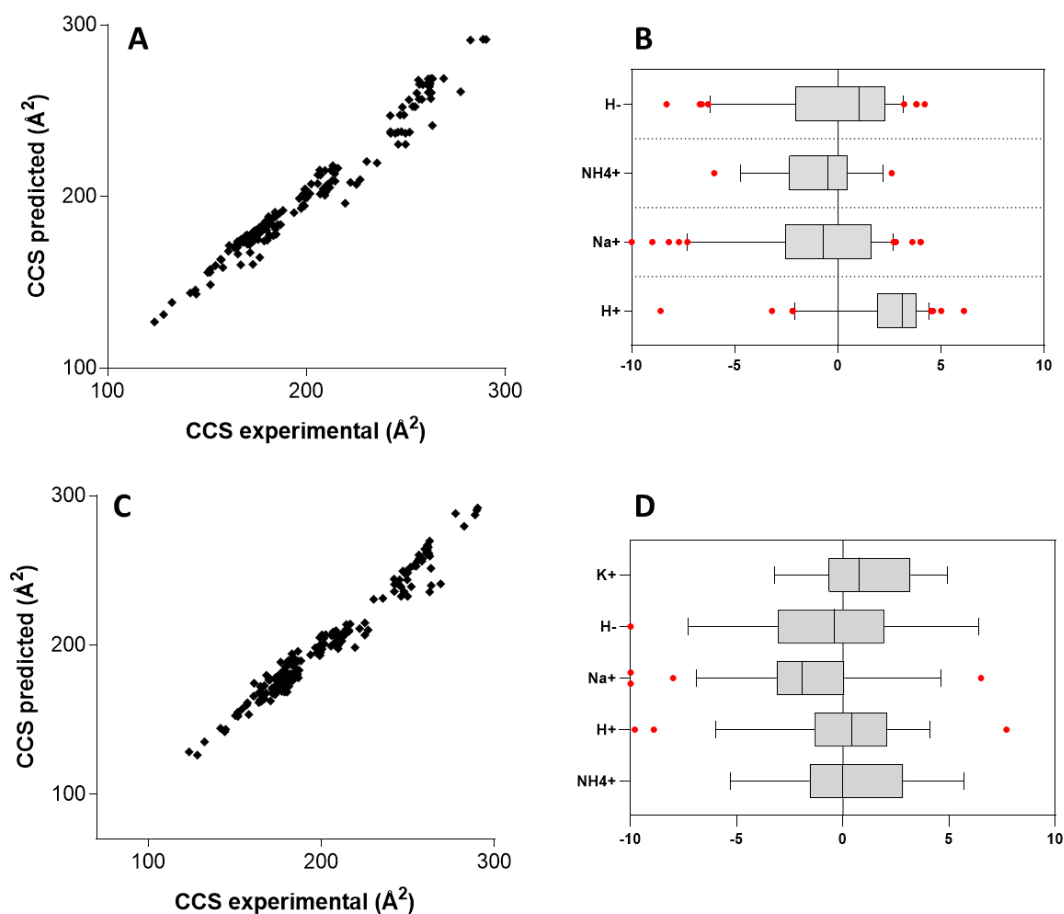 A
300
200
100
100
200
300
CCS predicted (Å²)
CCS experimental (Å²)
B
H-
NH4+
Na+
H+
-10
-5
0
5
10
C
300
200
100
100
200
300
CCS predicted (Å²)
CCS experimental (Å²)
D
K+
H-
Na+
H+
NH4+
-10
-5
0
5
10